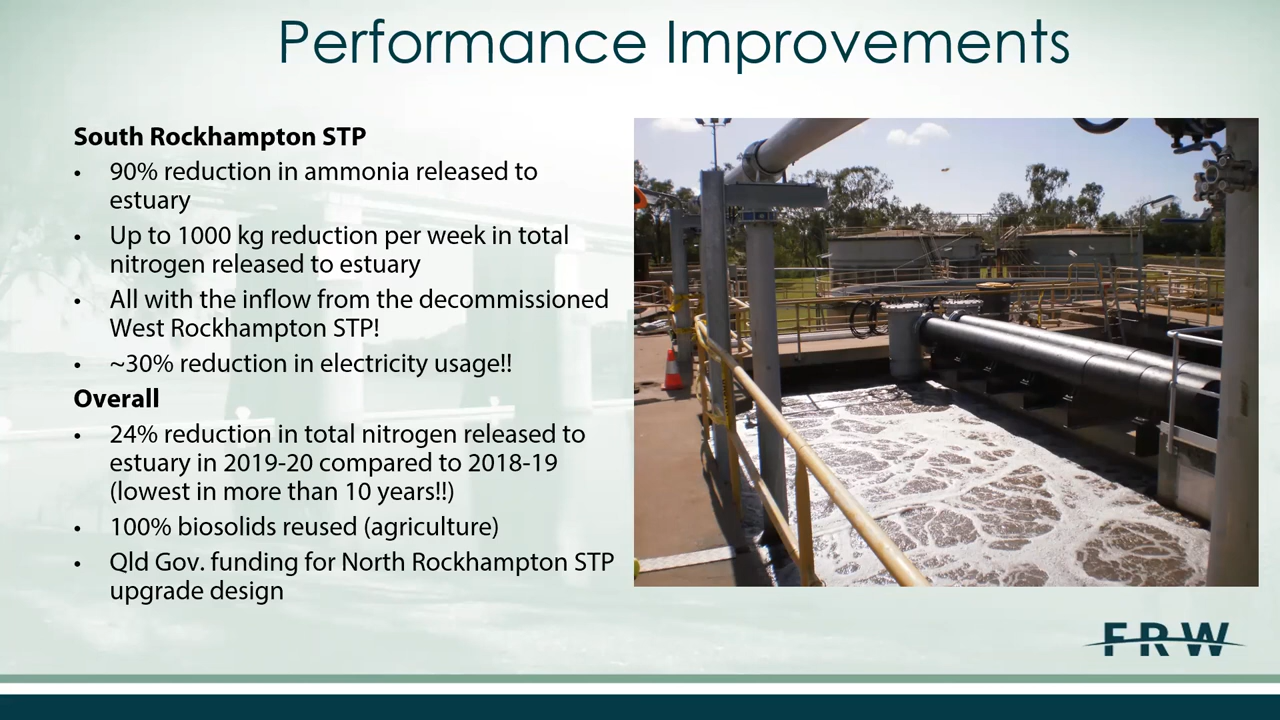 Performance Improvements
South Rockhampton STP
• 90% reduction in ammonia released to
estuary
• Up to 1000 kg reduction per week in total
nitrogen released to estuary
• All with the inflow from the decommissioned
West Rockhampton STP!
• ~30% reduction in electricity usage!!
Overall
• 24% reduction in total nitrogen released to
estuary in 2019-20 compared to 2018-19
(lowest in more than 10 years!!)
• 100% biosolids reused (agriculture)
• Qld Gov. funding for North Rockhampton STP
upgrade design
FRW